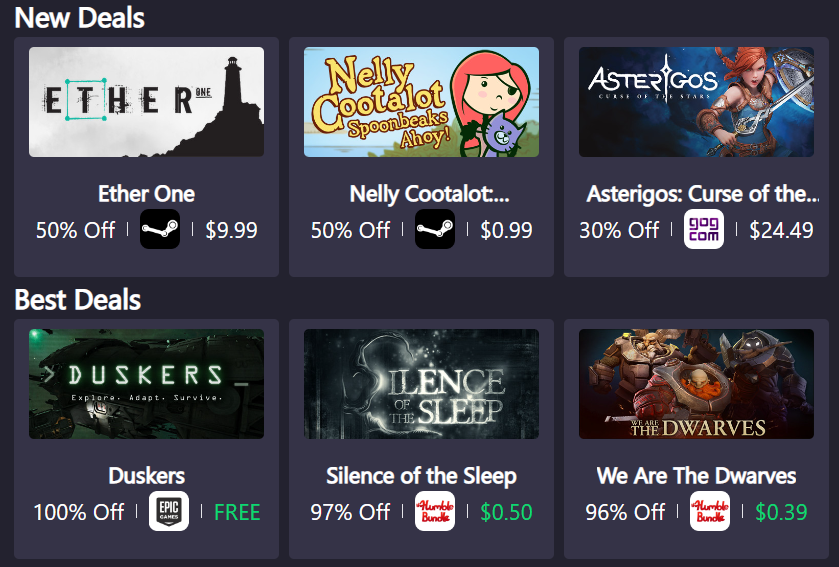 New Deals
ETHER ONE
Nelly
Cootalot
Spoonbeaks
Ahoy!
ASTERIGOS
CURSE OF THE STARS
Ether One
Nelly Cootalot:...
Asterigos: Curse of the...
50% Off | | $9.99
50% Off | | $0.99
30% Off | gog com | $24.49
Best Deals
> DUSKERS _
Explore. Adapt. Survive.
SILENCE
OF THE SLEEP
WE ARE
THE DWARVES
Duskers
Silence of the Sleep
We Are The Dwarves
100% Off | EPIC GAMES | FREE
97% Off | Humble Bundle | $0.50
96% Off | Humble Bundle | $0.39